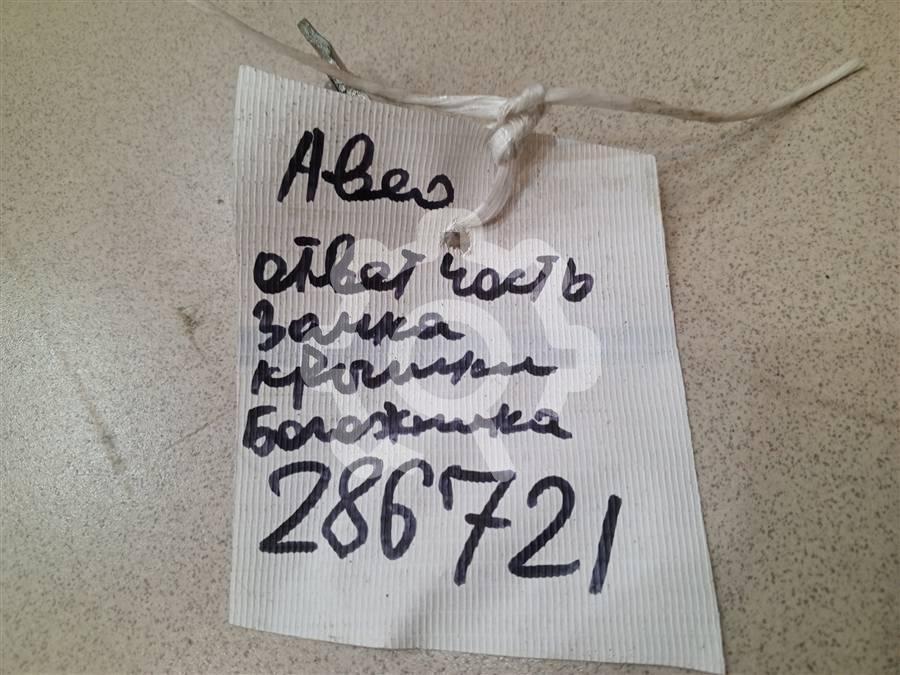 Авео
ответ часть
замка
крышки
багажника
286721